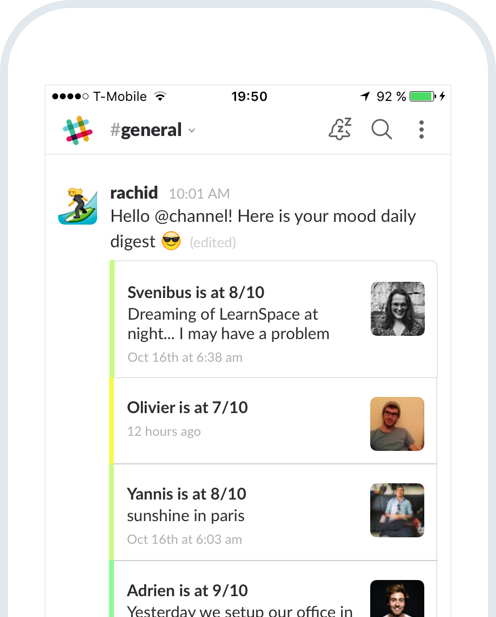 T-Mobile 19:50 92 %
#general
rachid 10:01 AM
Hello @channel! Here is your mood daily
digest 😎 (edited)
Svenibus is at 8/10
Dreaming of LearnSpace at
night... I may have a problem
Oct 16th at 6:38 am
Olivier is at 7/10
12 hours ago
Yannis is at 8/10
sunshine in paris
Oct 16th at 6:03 am
Adrien is at 9/10
Yesterday we setup our office in